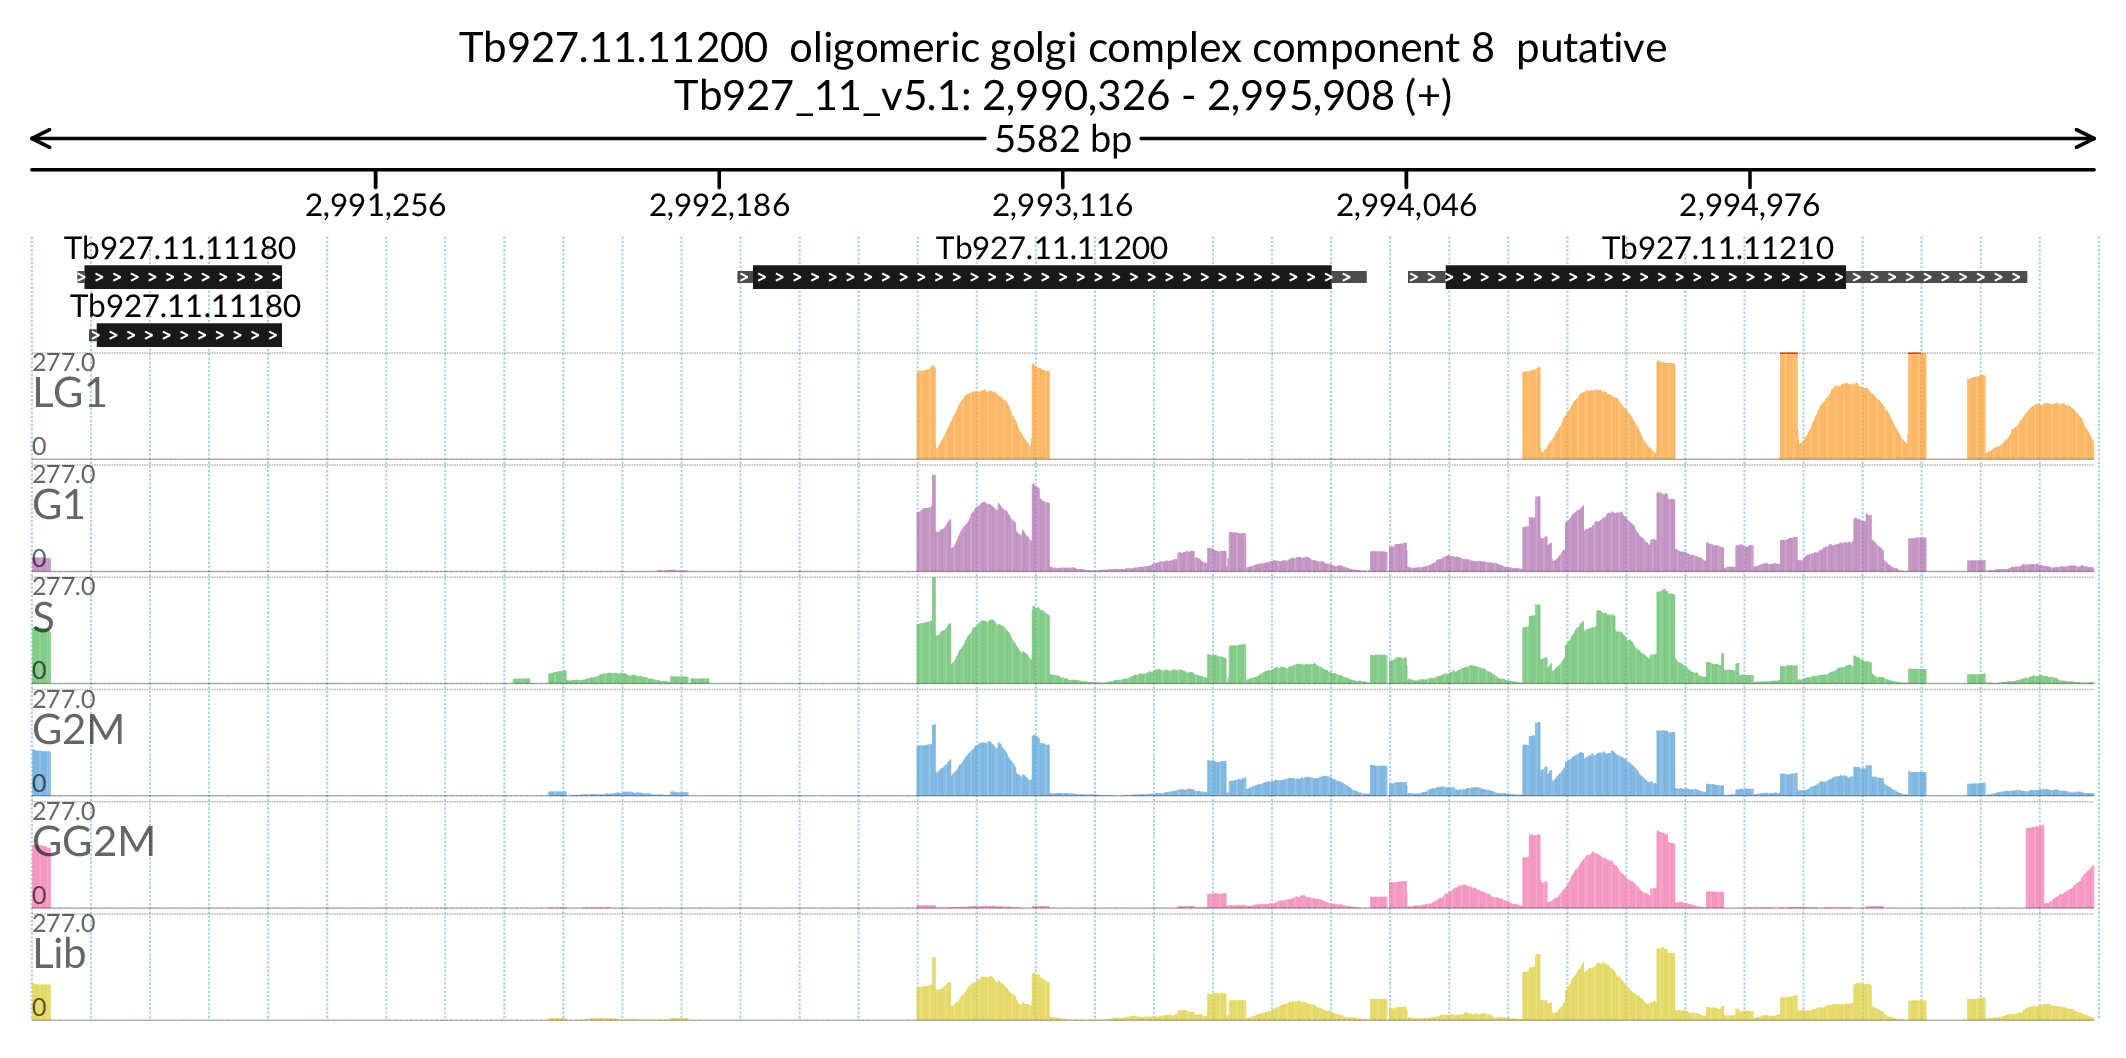 Tb927.11.11200  oligomeric golgi complex component 8  putative
Tb927_11_v5.1: 2,990,326 - 2,995,908 (+)
5582 bp
2,991,256 2,992,186 2,993,116 2,994,046 2,994,976
Tb927.11.11180 Tb927.11.11200 Tb927.11.11210
Tb927.11.11180
277.0
LG1
0
277.0
G1
0
277.0
S
0
277.0
G2M
0
277.0
GG2M
0
277.0
Lib
0